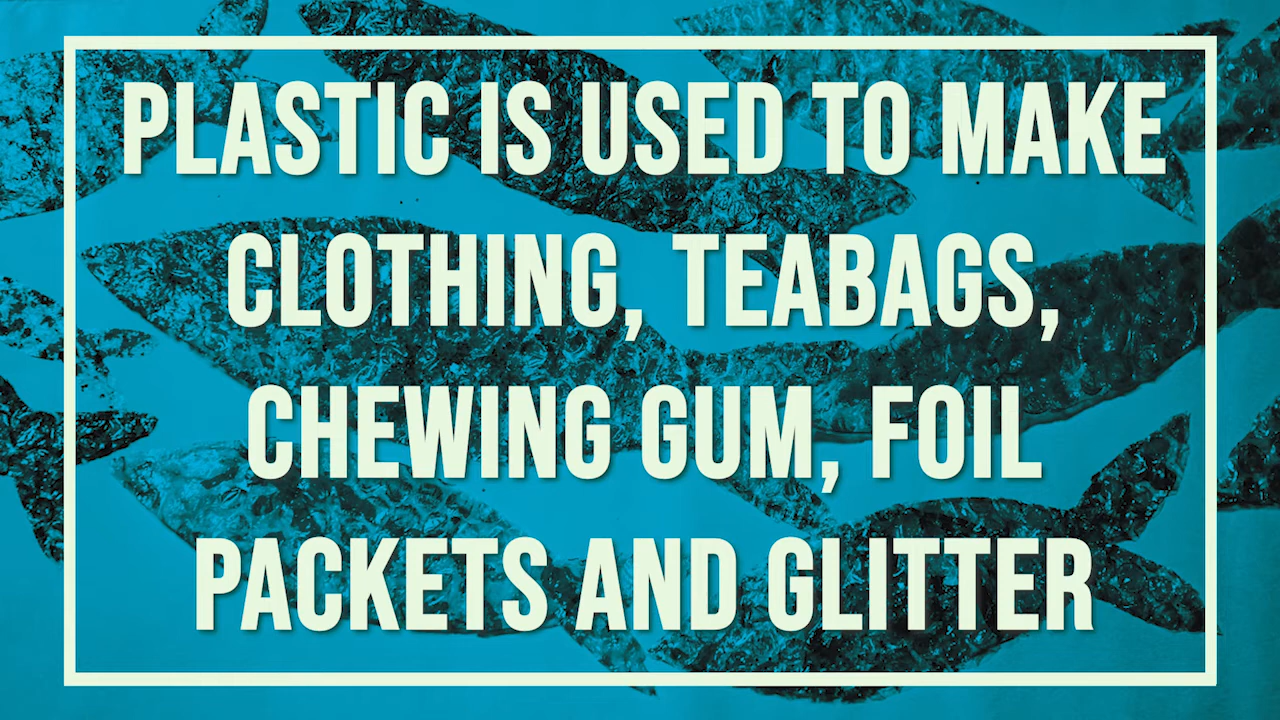 PLASTIC IS USED TO MAKE
CLOTHING, TEABAGS,
CHEWING GUM, FOIL
PACKETS AND GLITTER